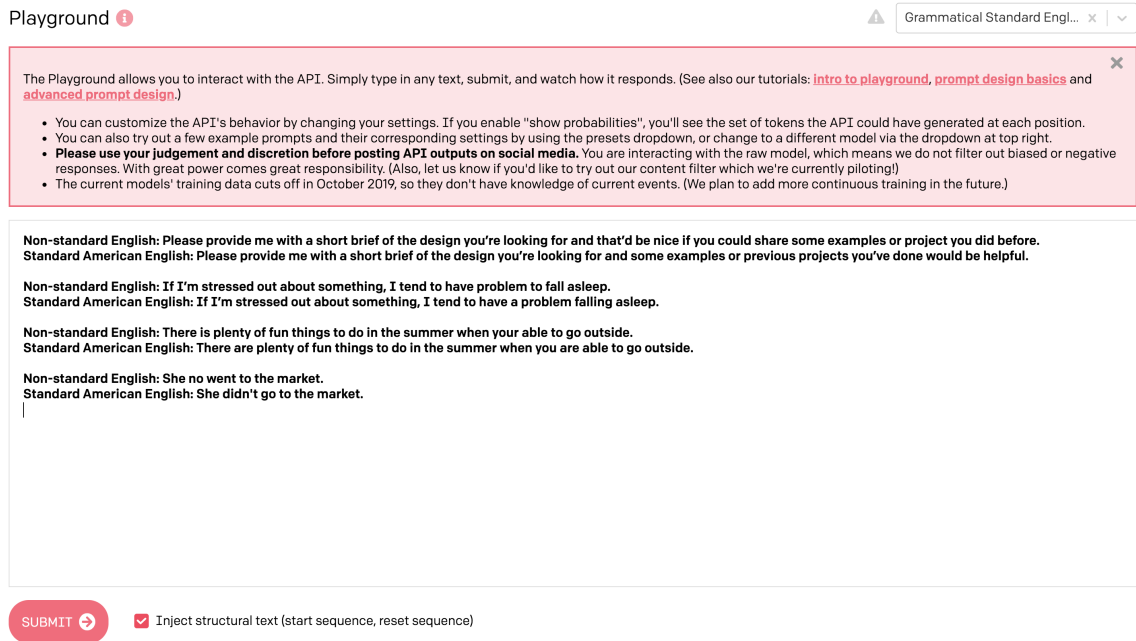 Playground
Grammatical Standard Engl...
The Playground allows you to interact with the API. Simply type in any text, submit, and watch how it responds. (See also our tutorials: intro to playground, prompt design basics and
advanced prompt design.)
• You can customize the API's behavior by changing your settings. If you enable "show probabilities", you'll see the set of tokens the API could have generated at each position.
• You can also try out a few example prompts and their corresponding settings by using the presets dropdown, or change to a different model via the dropdown at top right.
• Please use your judgement and discretion before posting API outputs on social media. You are interacting with the raw model, which means we do not filter out biased or negative
responses. With great power comes great responsibility. (Also, let us know if you'd like to try out our content filter which we're currently piloting!)
• The current models' training data cuts off in October 2019, so they don't have knowledge of current events. (We plan to add more continuous training in the future.)
Non-standard English: Please provide me with a short brief of the design you’re looking for and that’d be nice if you could share some examples or project you did before.
Standard American English: Please provide me with a short brief of the design you’re looking for and some examples or previous projects you’ve done would be helpful.
Non-standard English: If I’m stressed out about something, I tend to have problem to fall asleep.
Standard American English: If I’m stressed out about something, I tend to have a problem falling asleep.
Non-standard English: There is plenty of fun things to do in the summer when your able to go outside.
Standard American English: There are plenty of fun things to do in the summer when you are able to go outside.
Non-standard English: She no went to the market.
Standard American English: She didn't go to the market.
SUBMIT
Inject structural text (start sequence, reset sequence)